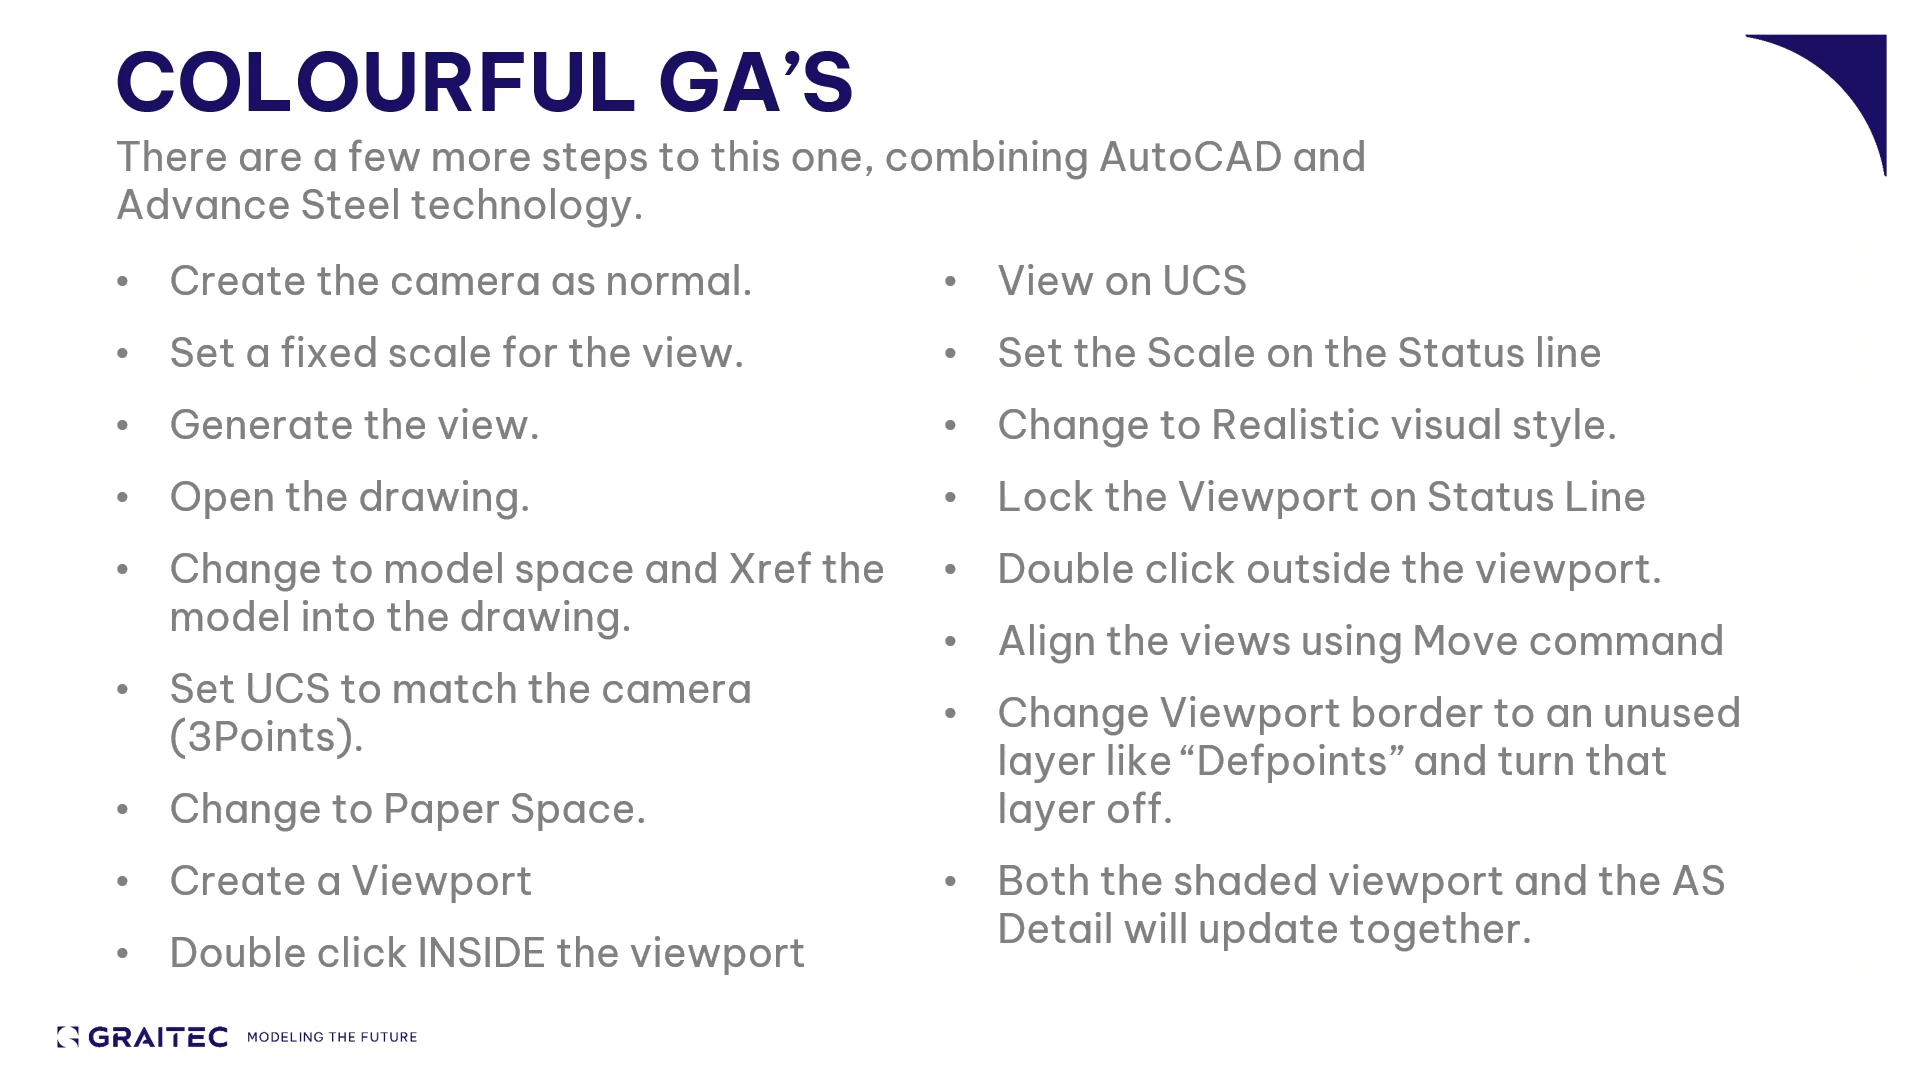 COLOURFUL GA’S
There are a few more steps to this one, combining AutoCAD and
Advance Steel technology.
• Create the camera as normal.
• Set a fixed scale for the view.
• Generate the view.
• Open the drawing.
• Change to model space and Xref the
model into the drawing.
• Set UCS to match the camera
(3Points).
• Change to Paper Space.
• Create a Viewport
• Double click INSIDE the viewport
• View on UCS
• Set the Scale on the Status line
• Change to Realistic visual style.
• Lock the Viewport on Status Line
• Double click outside the viewport.
• Align the views using Move command
• Change Viewport border to an unused
layer like “Defpoints” and turn that
layer off.
• Both the shaded viewport and the AS
Detail will update together.
GRAITEC MODELING THE FUTURE